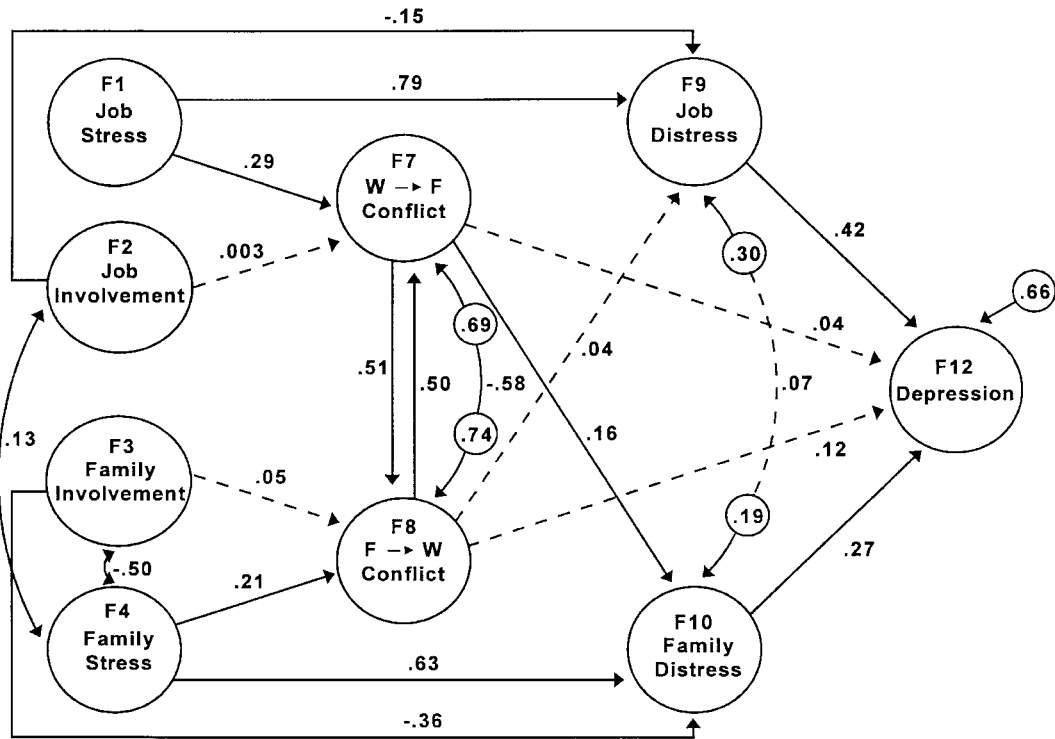 -.15
F1
Job
Stress
.79
F9
Job
Distress
.29
F7
W → F
Conflict
F2
Job
Involvement
.003
.42
.30
.66
.69
.04
.04
.51
.50
-.58
.07
F12
Depression
.13
F3
Family
Involvement
.74
.16
.12
.05
F8
F → W
Conflict
.19
-.50
.21
.27
F4
Family
Stress
F10
Family
Distress
.63
-.36